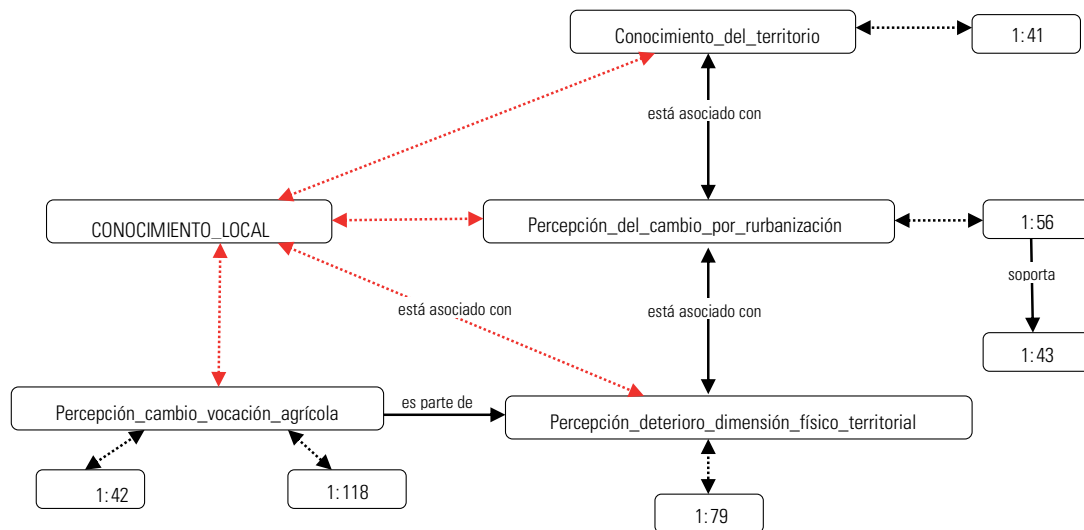 Conocimiento_del_territorio
1:41
está asociado con
CONOCIMIENTO_LOCAL
Percepción_del_cambio_por_rurbanización
1:56
soporta
está asociado con
está asociado con
1:43
Percepción_cambio_vocación_agrícola
es parte de
Percepción_deterioro_dimensión_físico_territorial
1:42
1:118
1:79